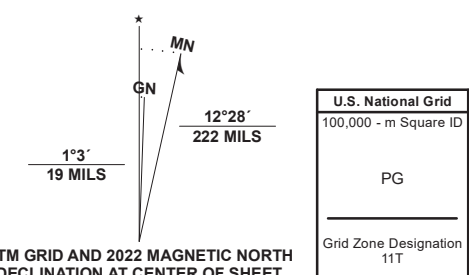 ★
MN
GN
12°28´
222 MILS
1°3´
19 MILS
TM GRID AND 2022 MAGNETIC NORTH
DECLINATION AT CENTER OF SHEET
U.S. National Grid
100,000 - m Square ID
PG
Grid Zone Designation
11T